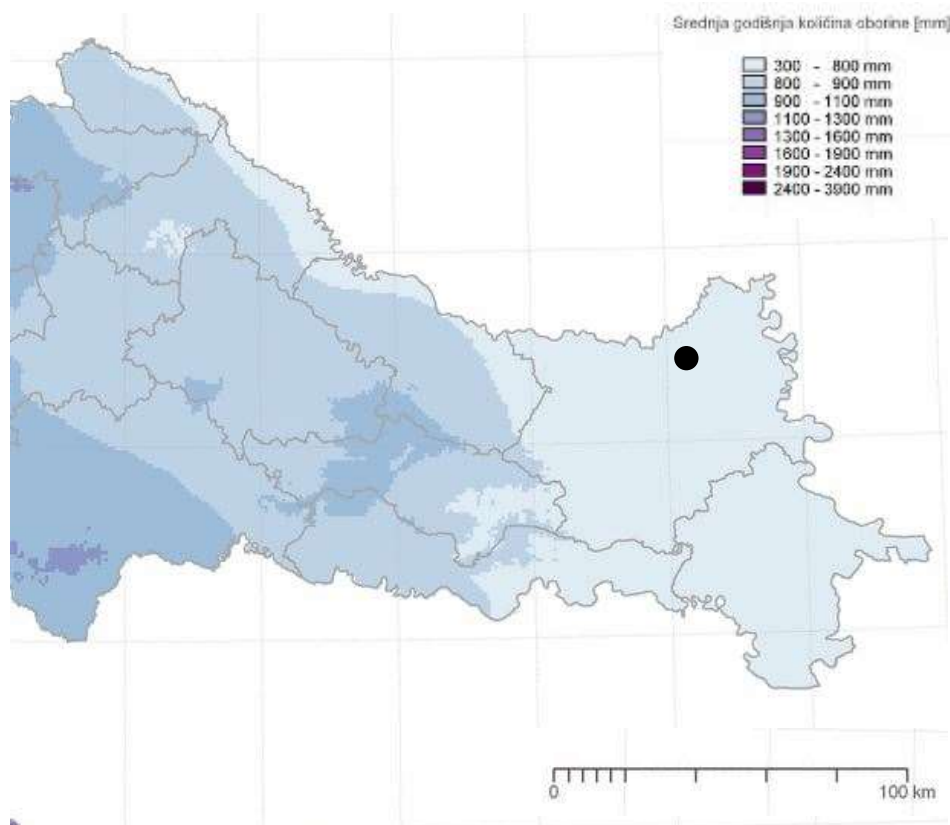 Srednja godišnja količina oborine [mm]
300 - 800 mm
800 - 900 mm
900 - 1100 mm
1100 - 1300 mm
1300 - 1600 mm
1600 - 1900 mm
1900 - 2400 mm
2400 - 3900 mm
0 100 km